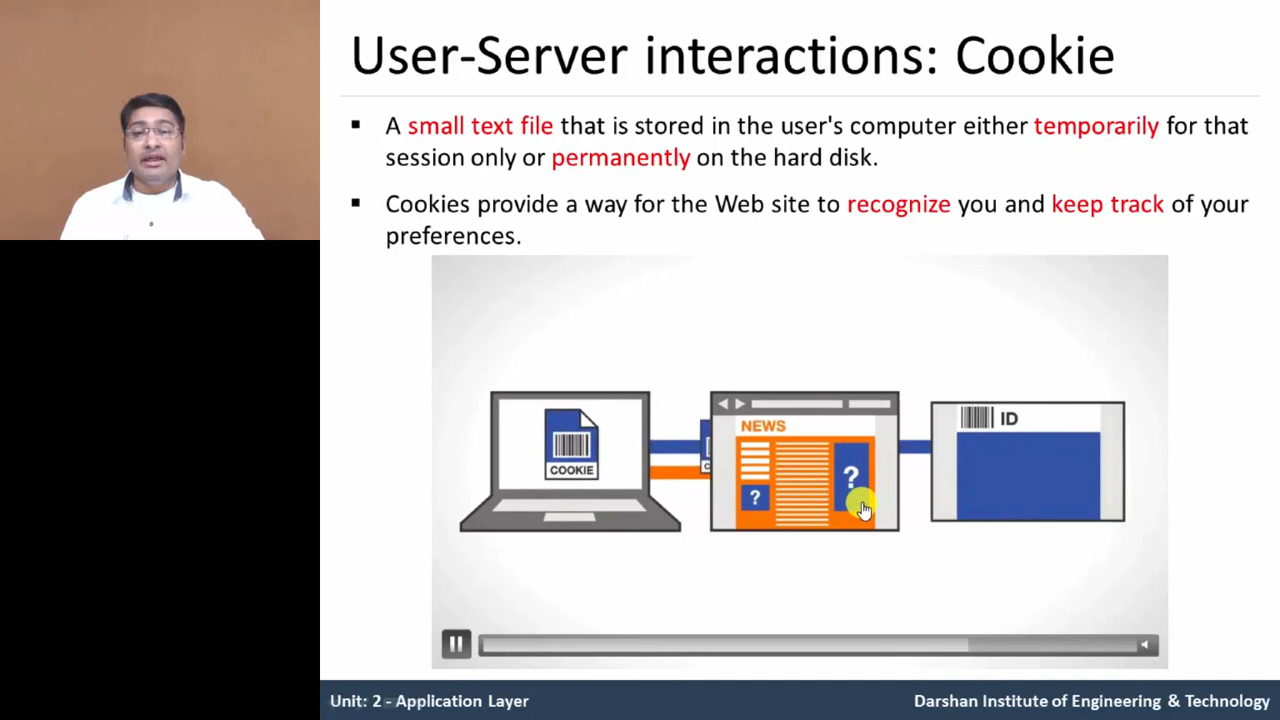 User-Server interactions: Cookie
▪ A small text file that is stored in the user's computer either temporarily for that
session only or permanently on the hard disk.
▪ Cookies provide a way for the Web site to recognize you and keep track of your
preferences.
COOKIE
NEWS
?
?
ID
Unit: 2 - Application Layer
Darshan Institute of Engineering & Technology